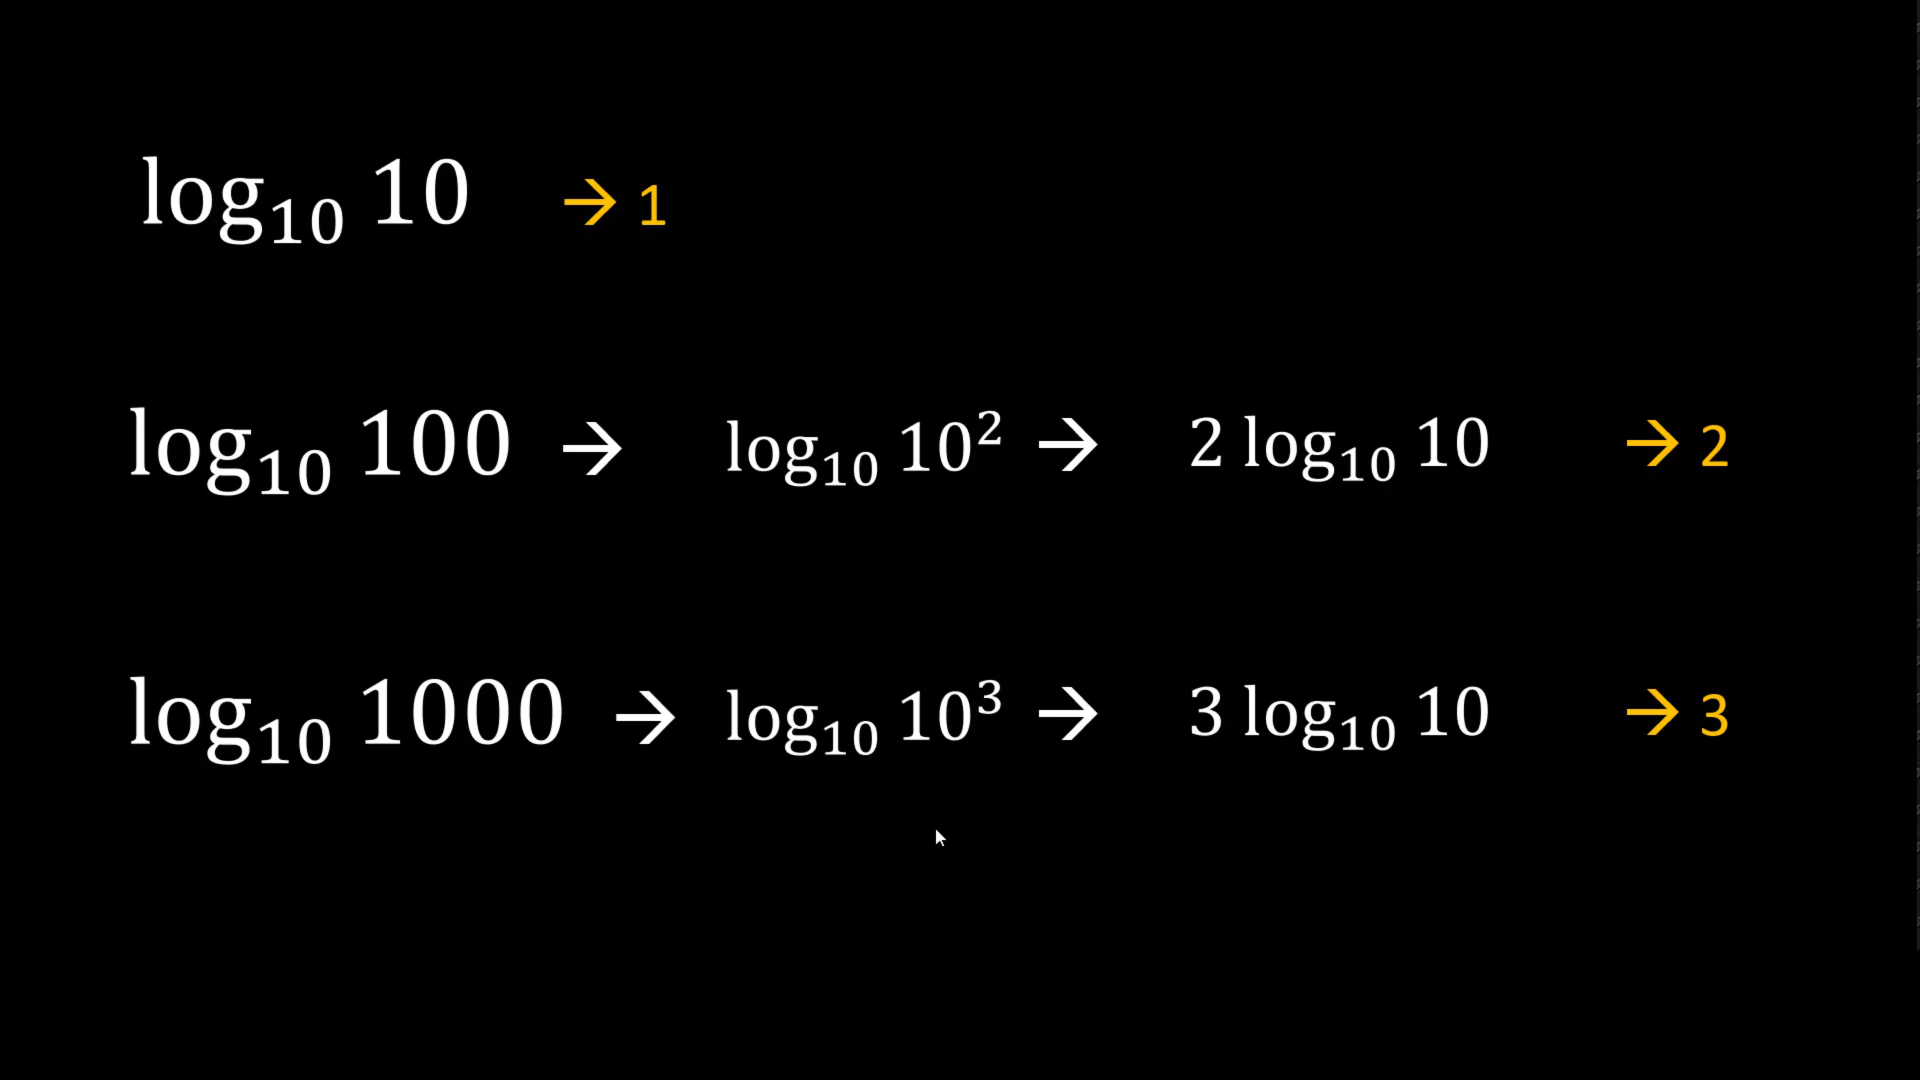 log₁₀ 10 → 1
log₁₀ 100 → log₁₀ 10² → 2 log₁₀ 10 → 2
log₁₀ 1000 → log₁₀ 10³ → 3 log₁₀ 10 → 3